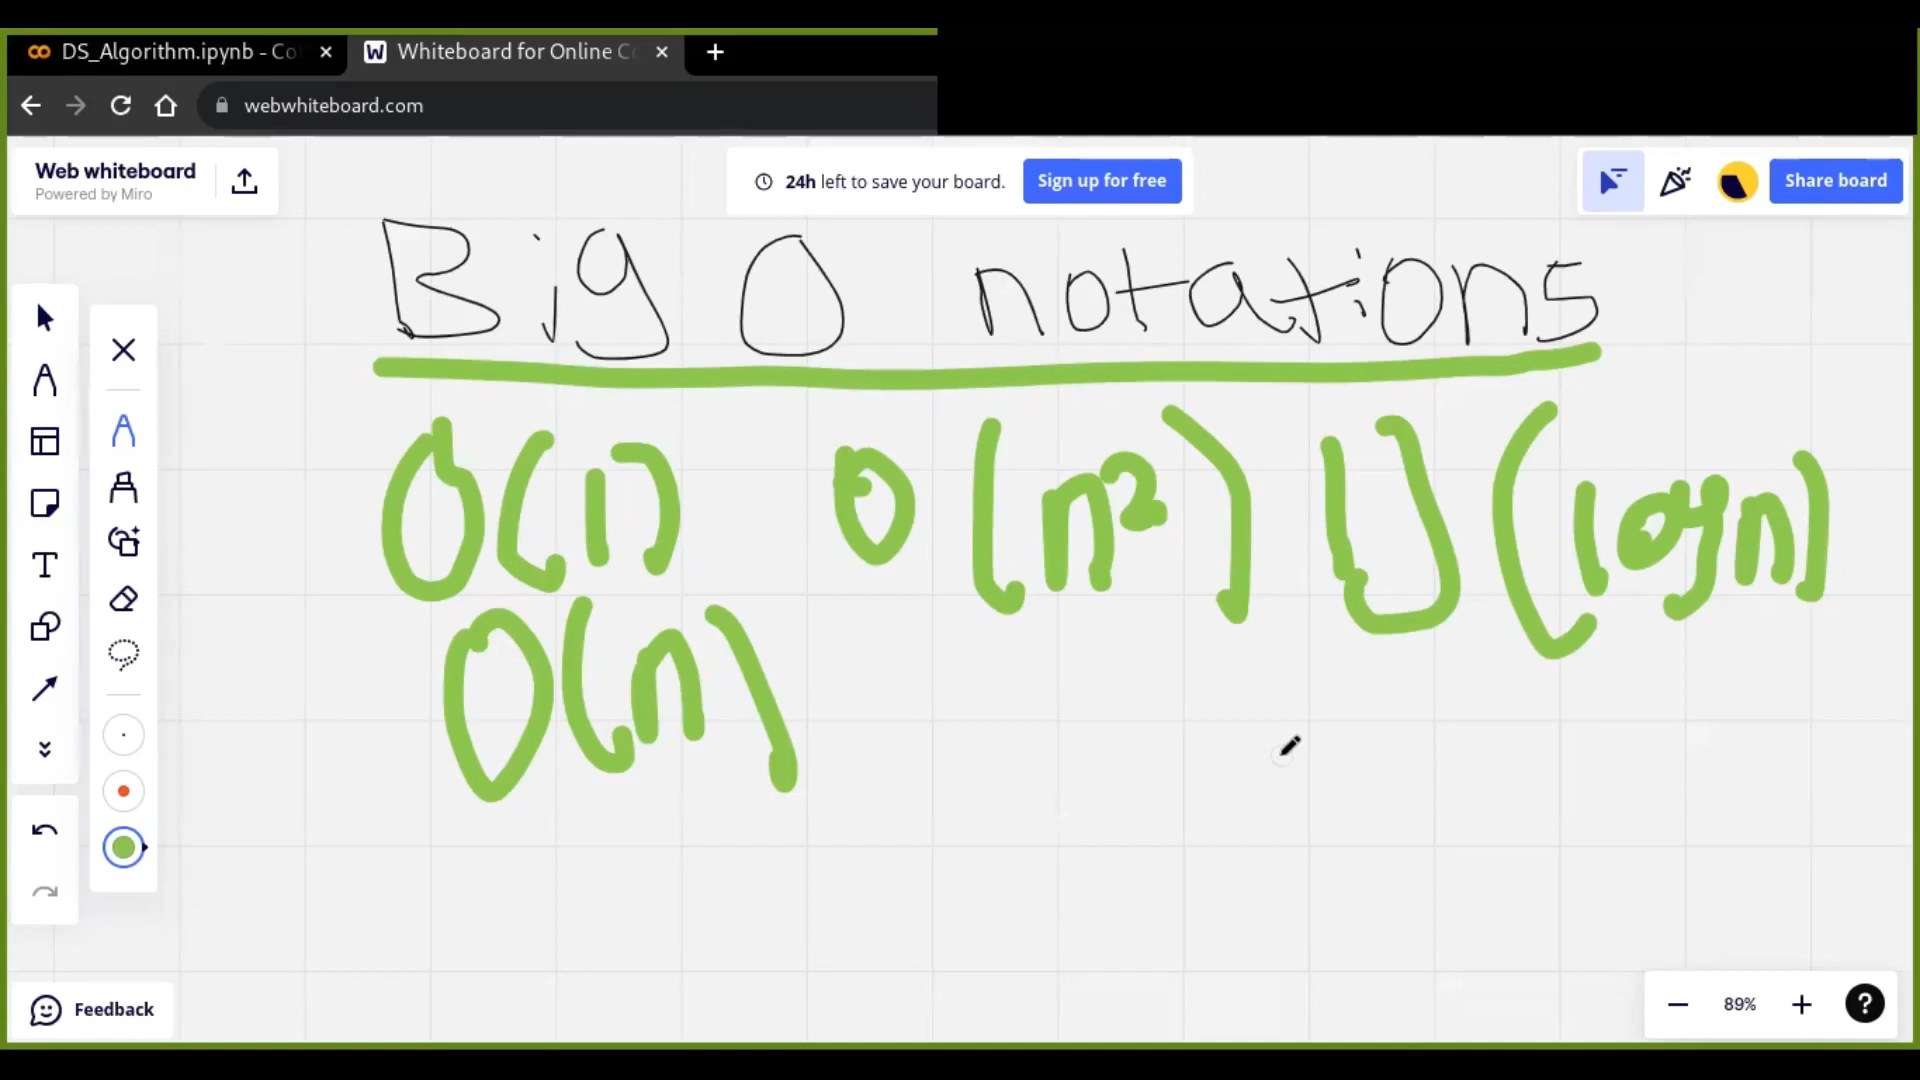 DS_Algorithm.ipynb - Co
Whiteboard for Online Co
webwhiteboard.com
Web whiteboard
Powered by Miro
24h left to save your board.
Sign up for free
Share board
Big O notations
O(1) O(n²) O(logn)
O(n)
T
Feedback
89%
?